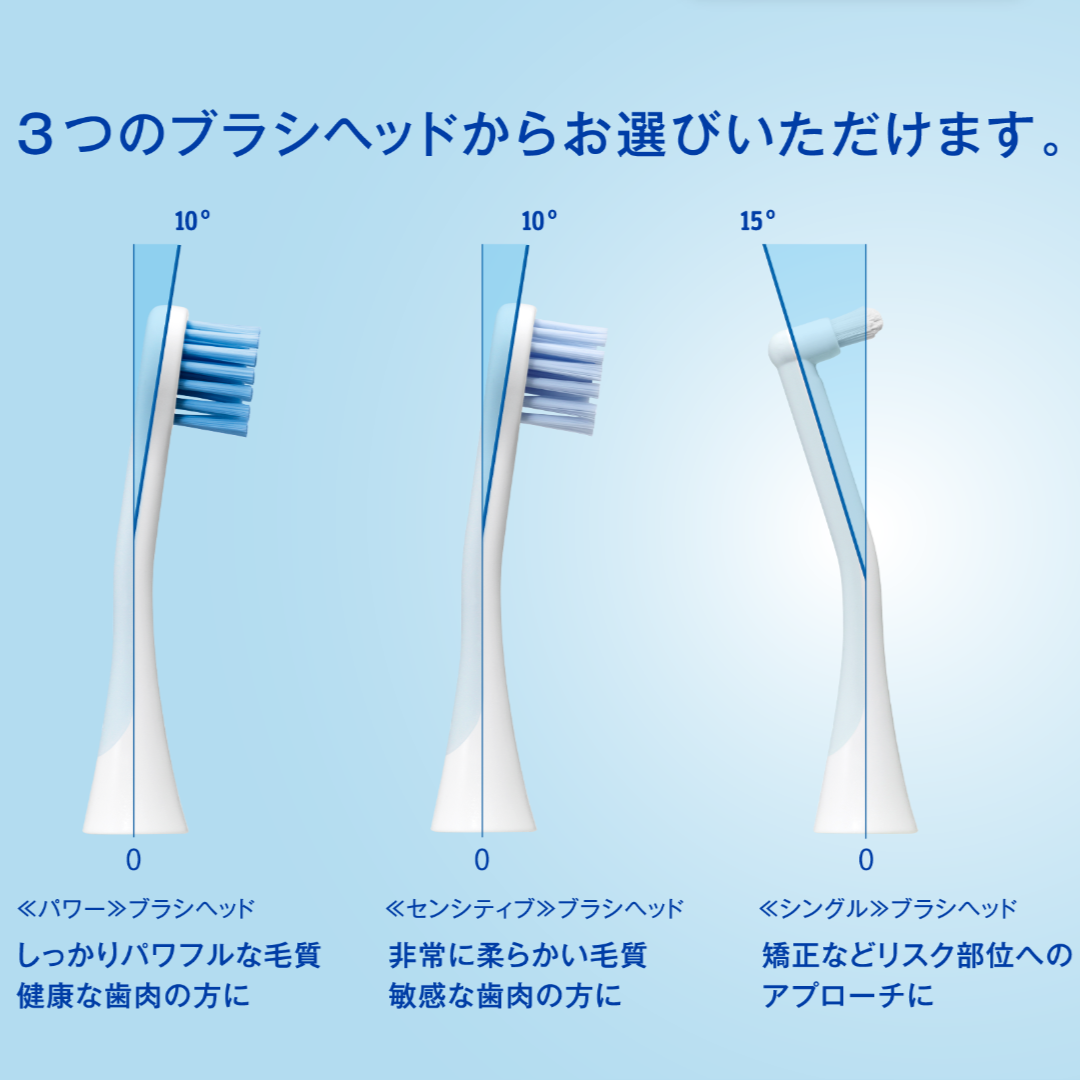 3つのブラシヘッドからお選びいただけます。
10°
10°
15°
0
0
0
≪パワー≫ブラシヘッド
しっかりパワフルな毛質
健康な歯肉の方に
≪センシティブ≫ブラシヘッド
非常に柔らかい毛質
敏感な歯肉の方に
≪シングル≫ブラシヘッド
矯正などリスク部位への
アプローチに